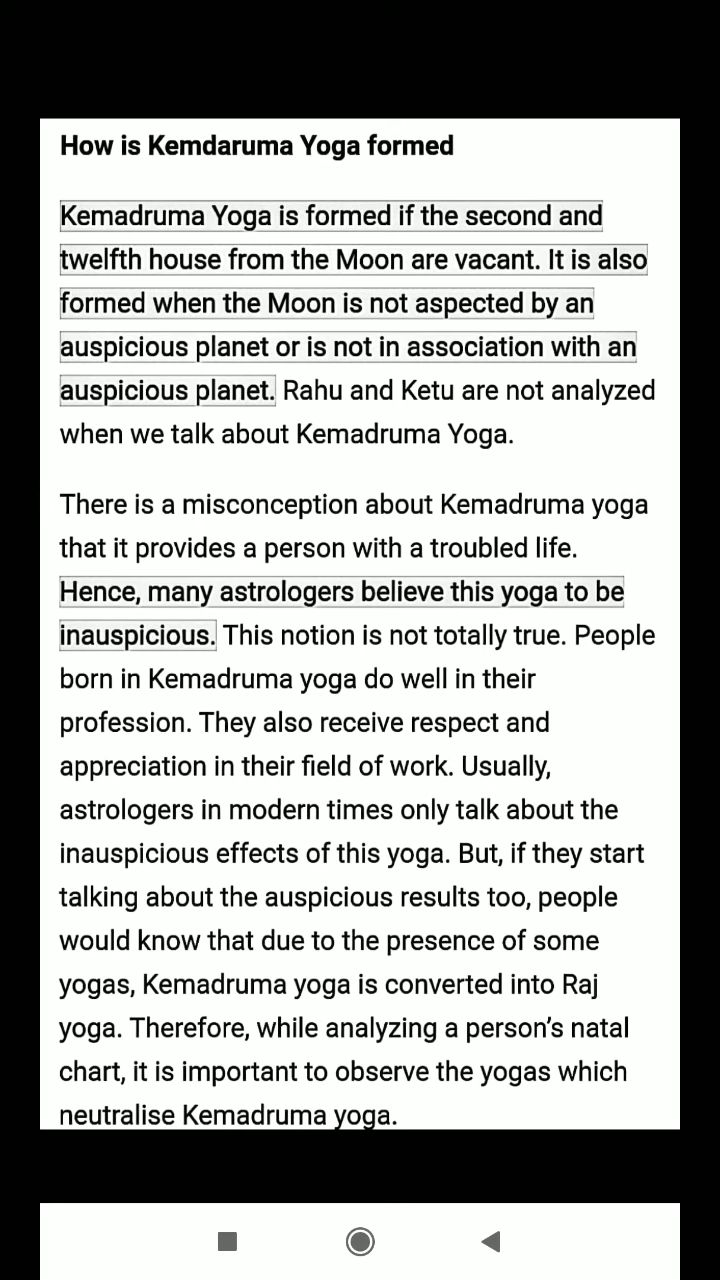 How is Kemdaruma Yoga formed
Kemadruma Yoga is formed if the second and
twelfth house from the Moon are vacant. It is also
formed when the Moon is not aspected by an
auspicious planet or is not in association with an
auspicious planet. Rahu and Ketu are not analyzed
when we talk about Kemadruma Yoga.
There is a misconception about Kemadruma yoga
that it provides a person with a troubled life.
Hence, many astrologers believe this yoga to be
inauspicious. This notion is not totally true. People
born in Kemadruma yoga do well in their
profession. They also receive respect and
appreciation in their field of work. Usually,
astrologers in modern times only talk about the
inauspicious effects of this yoga. But, if they start
talking about the auspicious results too, people
would know that due to the presence of some
yogas, Kemadruma yoga is converted into Raj
yoga. Therefore, while analyzing a person’s natal
chart, it is important to observe the yogas which
neutralise Kemadruma yoga.